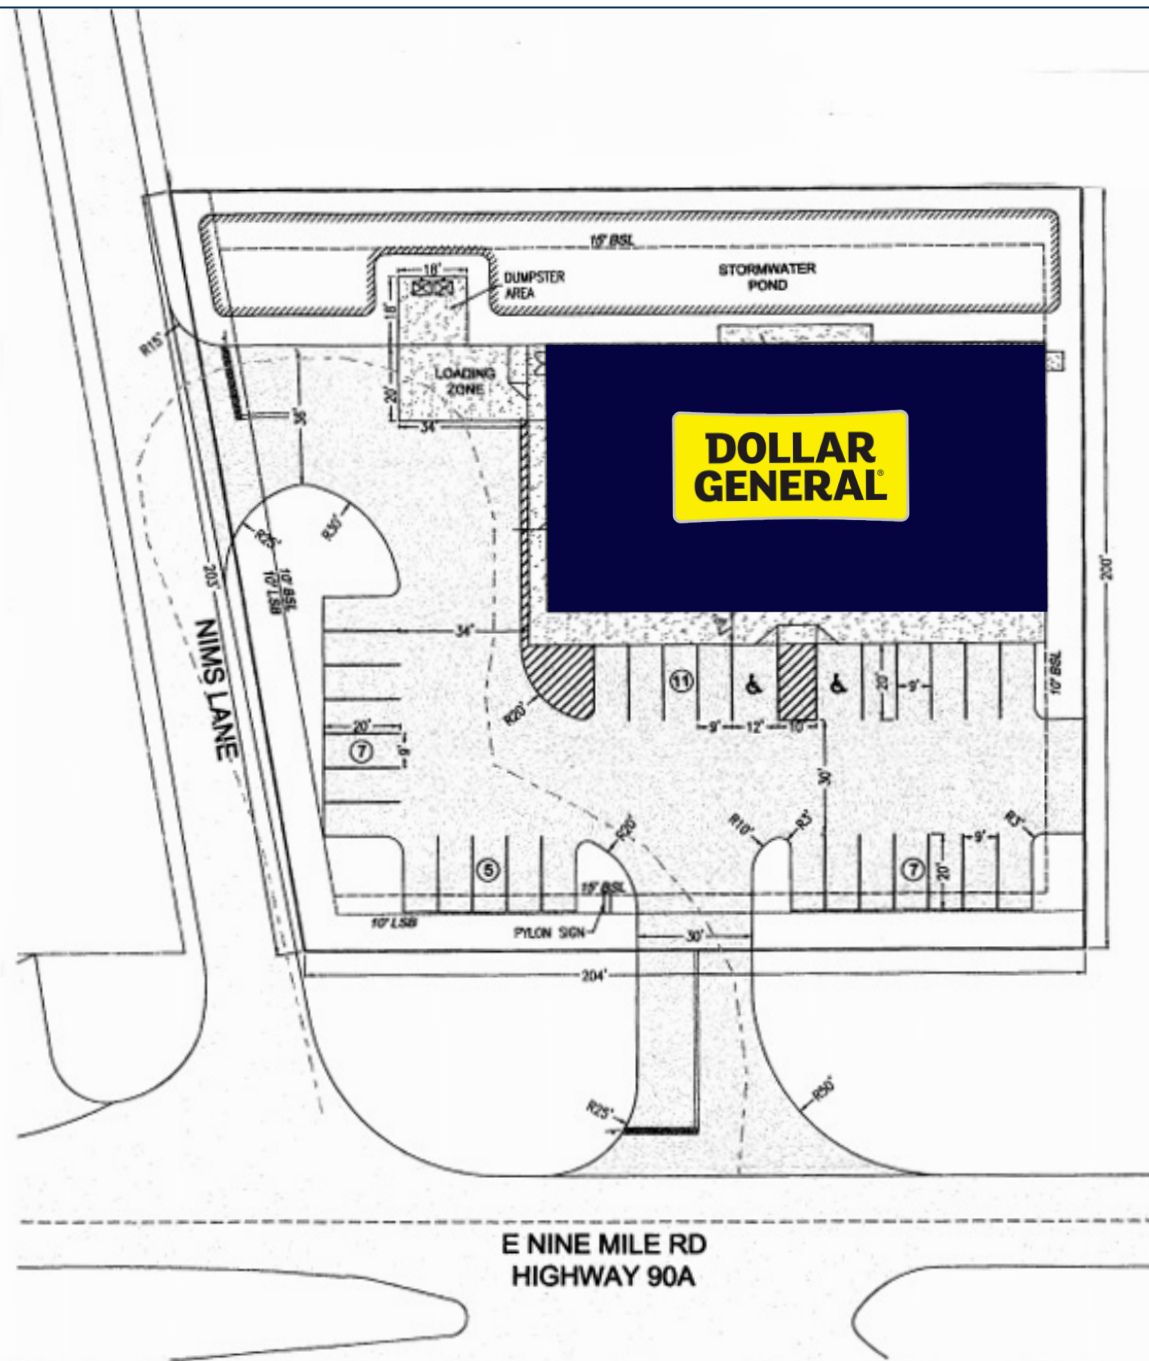 15' BSL
STORMWATER
POND
18'
DUMPSTER
AREA
18'
R15'
LOADING
ZONE
20'
36'
34'
DOLLAR
GENERAL®
R25'
R30'
203'
10' BSL
10' LSB
200'
34'
NIMS LANE
11
20'
9'
10' BSL
R20'
9'
12'
10'
20'
7
9'
30'
R20'
R10'
R3'
R3'
9'
5
7
20'
15' BSL
10' LSB
PYLON SIGN
30'
204'
R25'
R50'
E NINE MILE RD
HIGHWAY 90A